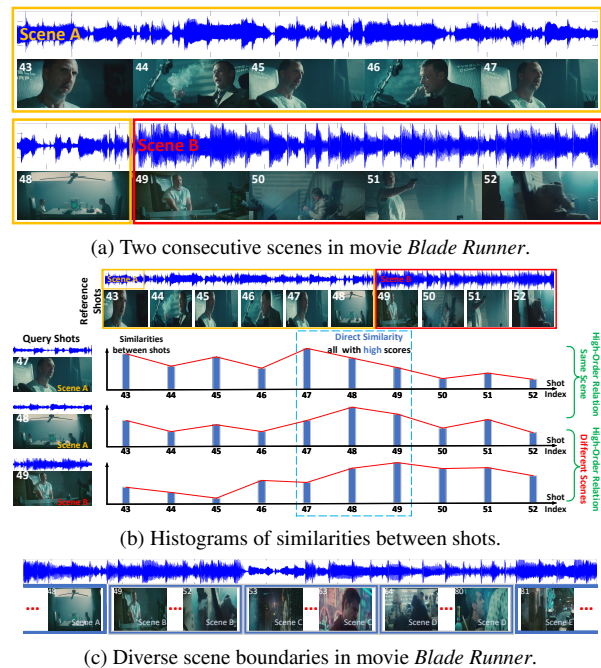 Scene A
43 44 45 46 47
Scene B
48 49 50 51 52
(a) Two consecutive scenes in movie Blade Runner.
Reference
Shots
Scene A
Scene B
43 44 45 46 47 48 49 50 51 52
Query Shots
Similarities
between shots
Direct Similarity
all with high scores
47
Scene A
43 44 45 46 47 48 49 50 51 52
Shot
Index
48
Scene A
43 44 45 46 47 48 49 50 51 52
Shot
Index
49
Scene B
43 44 45 46 47 48 49 50 51 52
Shot
Index
High-Order Relation
Same Scene
High-Order Relation
Different Scenes
(b) Histograms of similarities between shots.
48 49 52 53 63 64 80 81
Scene A Scene B Scene B Scene C Scene C Scene D Scene D Scene E
(c) Diverse scene boundaries in movie Blade Runner.